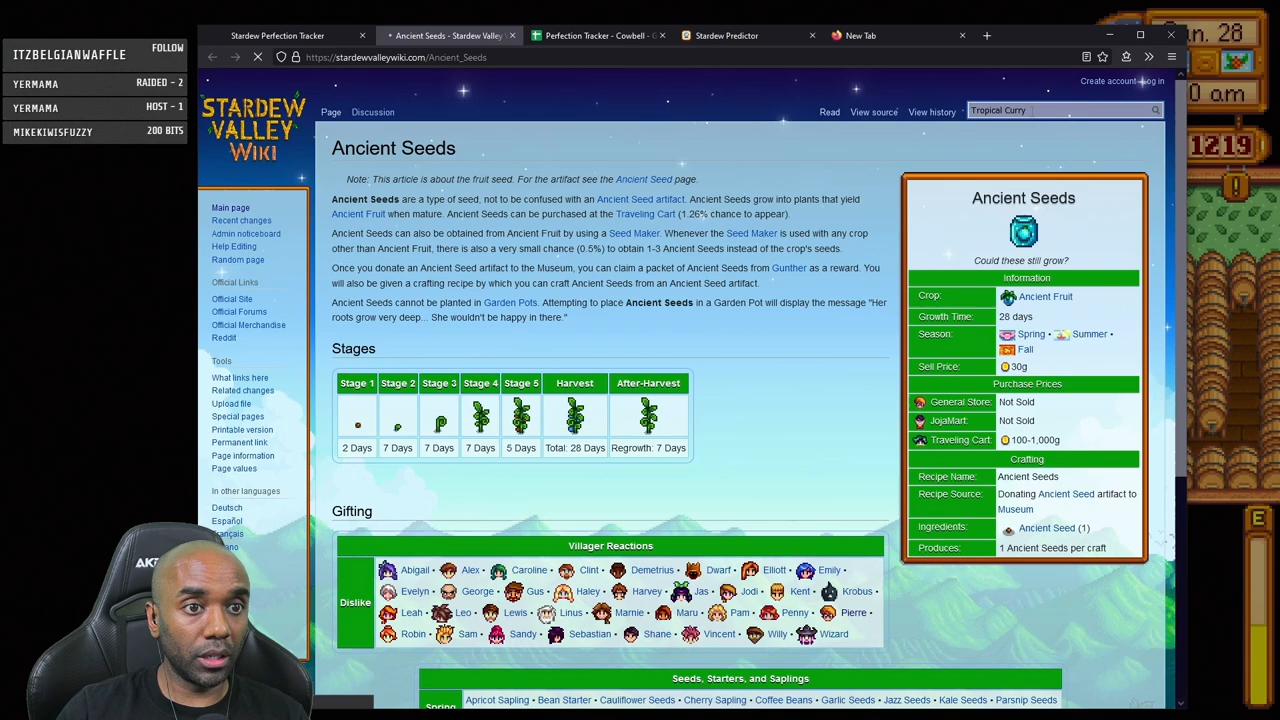 ITZBELGIANWAFFLE FOLLOW
YERMAMA RAIDED - 2
YERMAMA HOST - 1
MIKEKIWISFUZZY 200 BITS
Stardew Perfection Tracker
Ancient Seeds - Stardew Valley
Perfection Tracker - Cowbell - G
Stardew Predictor
New Tab
https://stardewvalleywiki.com/Ancient_Seeds
Create account
Log in
STARDEW
VALLEY
WIKI
Page Discussion Read View source View history Tropical Curry
Main page
Recent changes
Admin noticeboard
Help Editing
Random page
Official Links
Official Site
Official Forums
Official Merchandise
Reddit
Tools
What links here
Related changes
Upload file
Special pages
Printable version
Permanent link
Page information
Page values
In other languages
Deutsch
Español
Ancient Seeds
Note: This article is about the fruit seed. For the artifact see the Ancient Seed page.
Ancient Seeds are a type of seed, not to be confused with an Ancient Seed artifact. Ancient Seeds grow into plants that yield
Ancient Fruit when mature. Ancient Seeds can be purchased at the Traveling Cart (1.26% chance to appear).
Ancient Seeds can also be obtained from Ancient Fruit by using a Seed Maker. Whenever the Seed Maker is used with any crop
other than Ancient Fruit, there is also a very small chance (0.5%) to obtain 1-3 Ancient Seeds instead of the crop's seeds.
Once you donate an Ancient Seed artifact to the Museum, you can claim a packet of Ancient Seeds from Gunther as a reward. You
will also be given a crafting recipe by which you can craft Ancient Seeds from an Ancient Seed artifact.
Ancient Seeds cannot be planted in Garden Pots. Attempting to place Ancient Seeds in a Garden Pot will display the message "Her
roots grow very deep... She wouldn't be happy in there."
Stages
Stage 1 Stage 2 Stage 3 Stage 4 Stage 5 Harvest After-Harvest
2 Days 7 Days 7 Days 7 Days 5 Days Total: 28 Days Regrowth: 7 Days
Gifting
Villager Reactions
Dislike
Abigail • Alex • Caroline • Clint • Demetrius • Dwarf • Elliott • Emily •
Evelyn • George • Gus • Haley • Harvey • Jas • Jodi • Kent • Krobus •
Leah • Leo • Lewis • Linus • Marnie • Maru • Pam • Penny • Pierre •
Robin • Sam • Sandy • Sebastian • Shane • Vincent • Willy • Wizard
Seeds, Starters, and Saplings
Spring
Apricot Sapling • Bean Starter • Cauliflower Seeds • Cherry Sapling • Coffee Beans • Garlic Seeds • Jazz Seeds • Kale Seeds • Parsnip Seeds
Ancient Seeds
Could these still grow?
Information
Crop: Ancient Fruit
Growth Time: 28 days
Season: Spring • Summer •
Fall
Sell Price: 30g
Purchase Prices
General Store: Not Sold
JojaMart: Not Sold
Traveling Cart: 100-1,000g
Crafting
Recipe Name: Ancient Seeds
Recipe Source: Donating Ancient Seed artifact to
Museum
Ingredients: Ancient Seed (1)
Produces: 1 Ancient Seeds per craft
28
0 am
1219
E